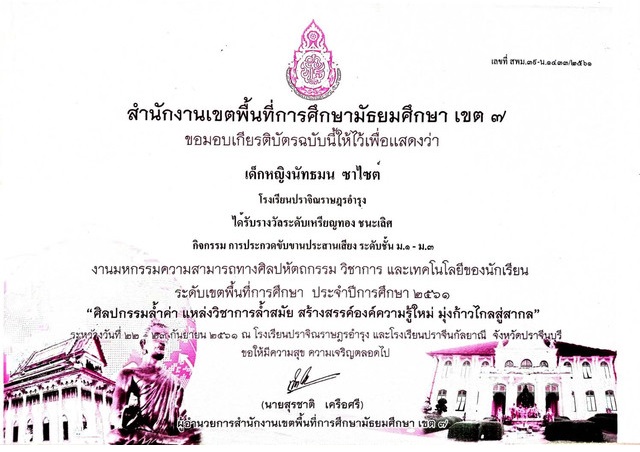 เลขที่ สพม.๓๙-น.๑๔๓๓/๒๕๖๑
สำนักงานเขตพื้นที่การศึกษามัธยมศึกษา เขต ๗
ขอมอบเกียรติบัตรฉบับนี้ให้ไว้เพื่อแสดงว่า
เด็กหญิงนัทธมน ซาไซต์
โรงเรียนปราจิณราษฎรอำรุง
ได้รับรางวัลระดับเหรียญทอง ชนะเลิศ
กิจกรรม การประกวดขับขานประสานเสียง ระดับชั้น ม.๑ - ม.๓
งานมหกรรมความสามารถทางศิลปหัตถกรรม วิชาการ และเทคโนโลยีของนักเรียน
ระดับเขตพื้นที่การศึกษา ประจำปีการศึกษา ๒๕๖๑
“ศิลปกรรมล้ำค่า แหล่งวิชาการล้ำสมัย สร้างสรรค์องค์ความรู้ใหม่ มุ่งก้าวไกลสู่สากล”
ระหว่างวันที่ ๒๒ - ๒๓ กันยายน ๒๕๖๑ ณ โรงเรียนปราจิณราษฎรอำรุง และโรงเรียนปราจีนกัลยาณี จังหวัดปราจีนบุรี
ขอให้มีความสุข ความเจริญตลอดไป
(นายสุรชาติ เครือศรี)
ผู้อำนวยการสำนักงานเขตพื้นที่การศึกษามัธยมศึกษา เขต ๗